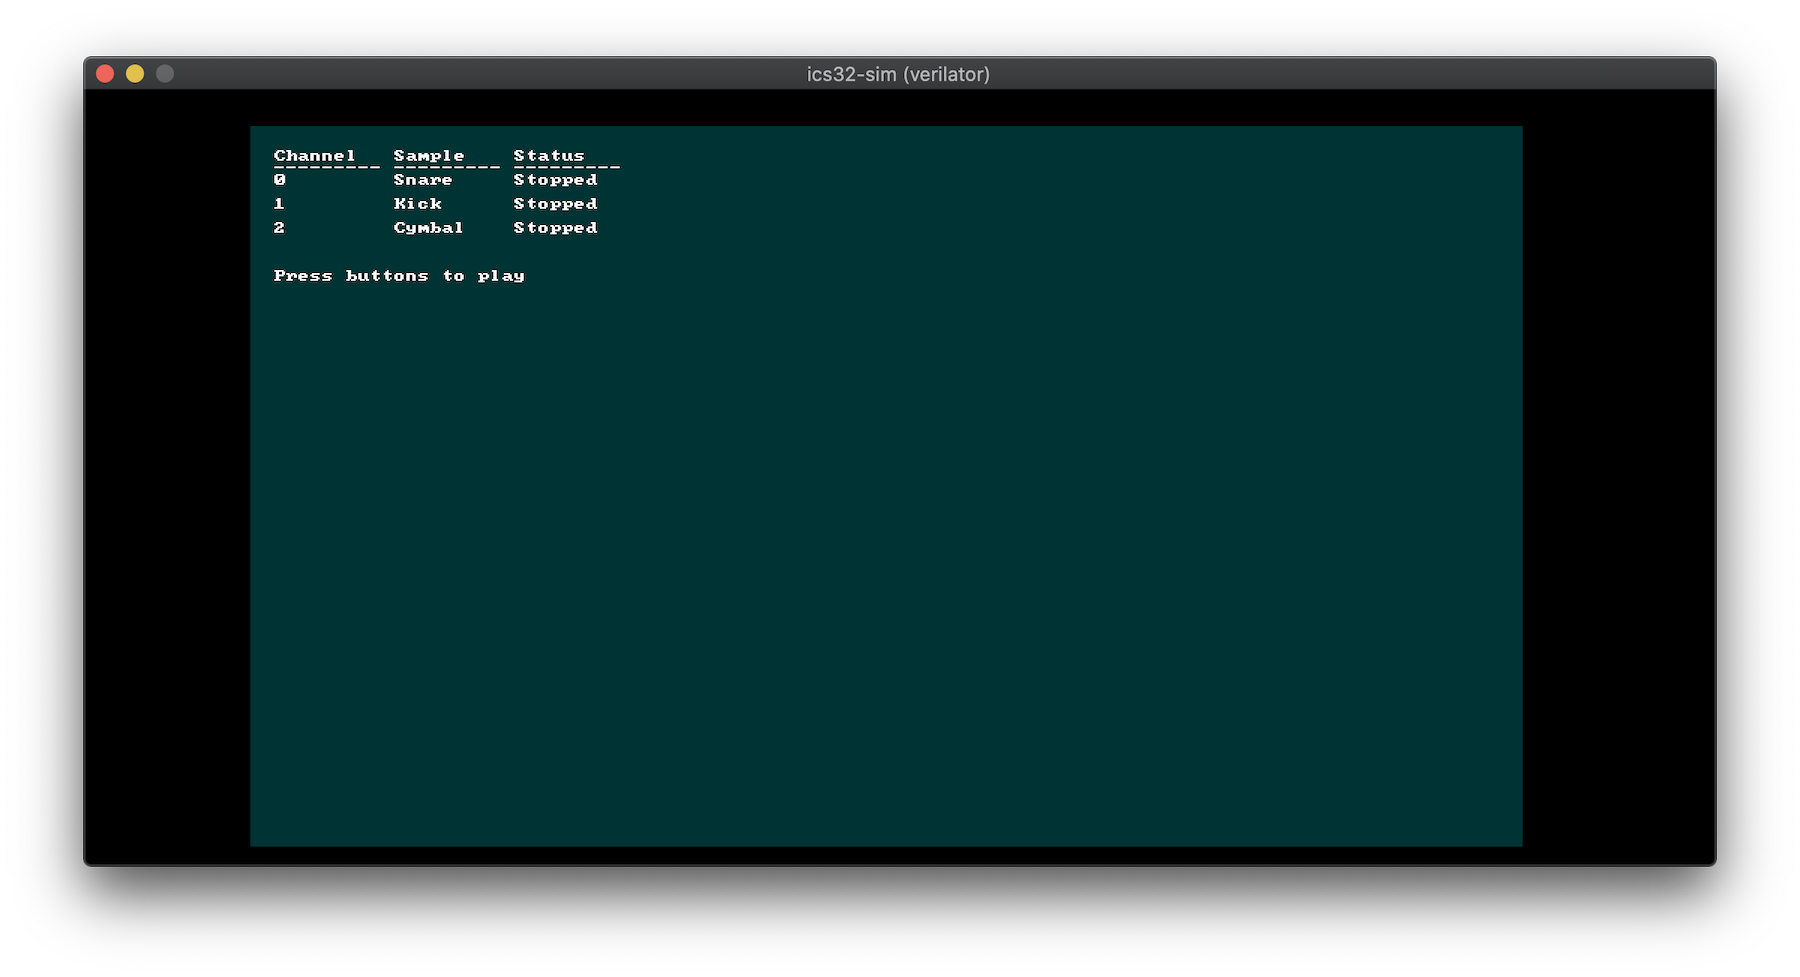 ics32-sim (verilator)
Channel Sample Status
--------- --------- ---------
0 Snare Stopped
1 Kick Stopped
2 Cymbal Stopped
Press buttons to play